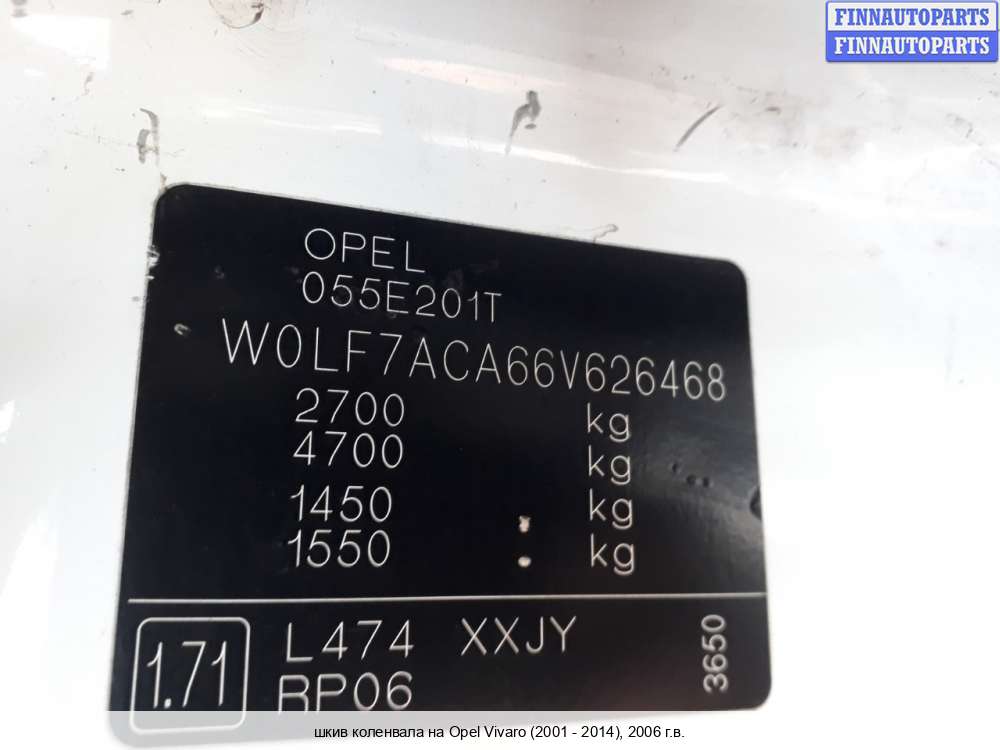 FINNAUTOPARTS
FINNAUTOPARTS
OPEL
055E201T
W0LF7ACA66V626468
2700 kg
4700 kg
1450 kg
1550 kg
1.71
L474 XXJY
RP06
3650
шкив коленвала на Opel Vivaro (2001 - 2014), 2006 г.в.